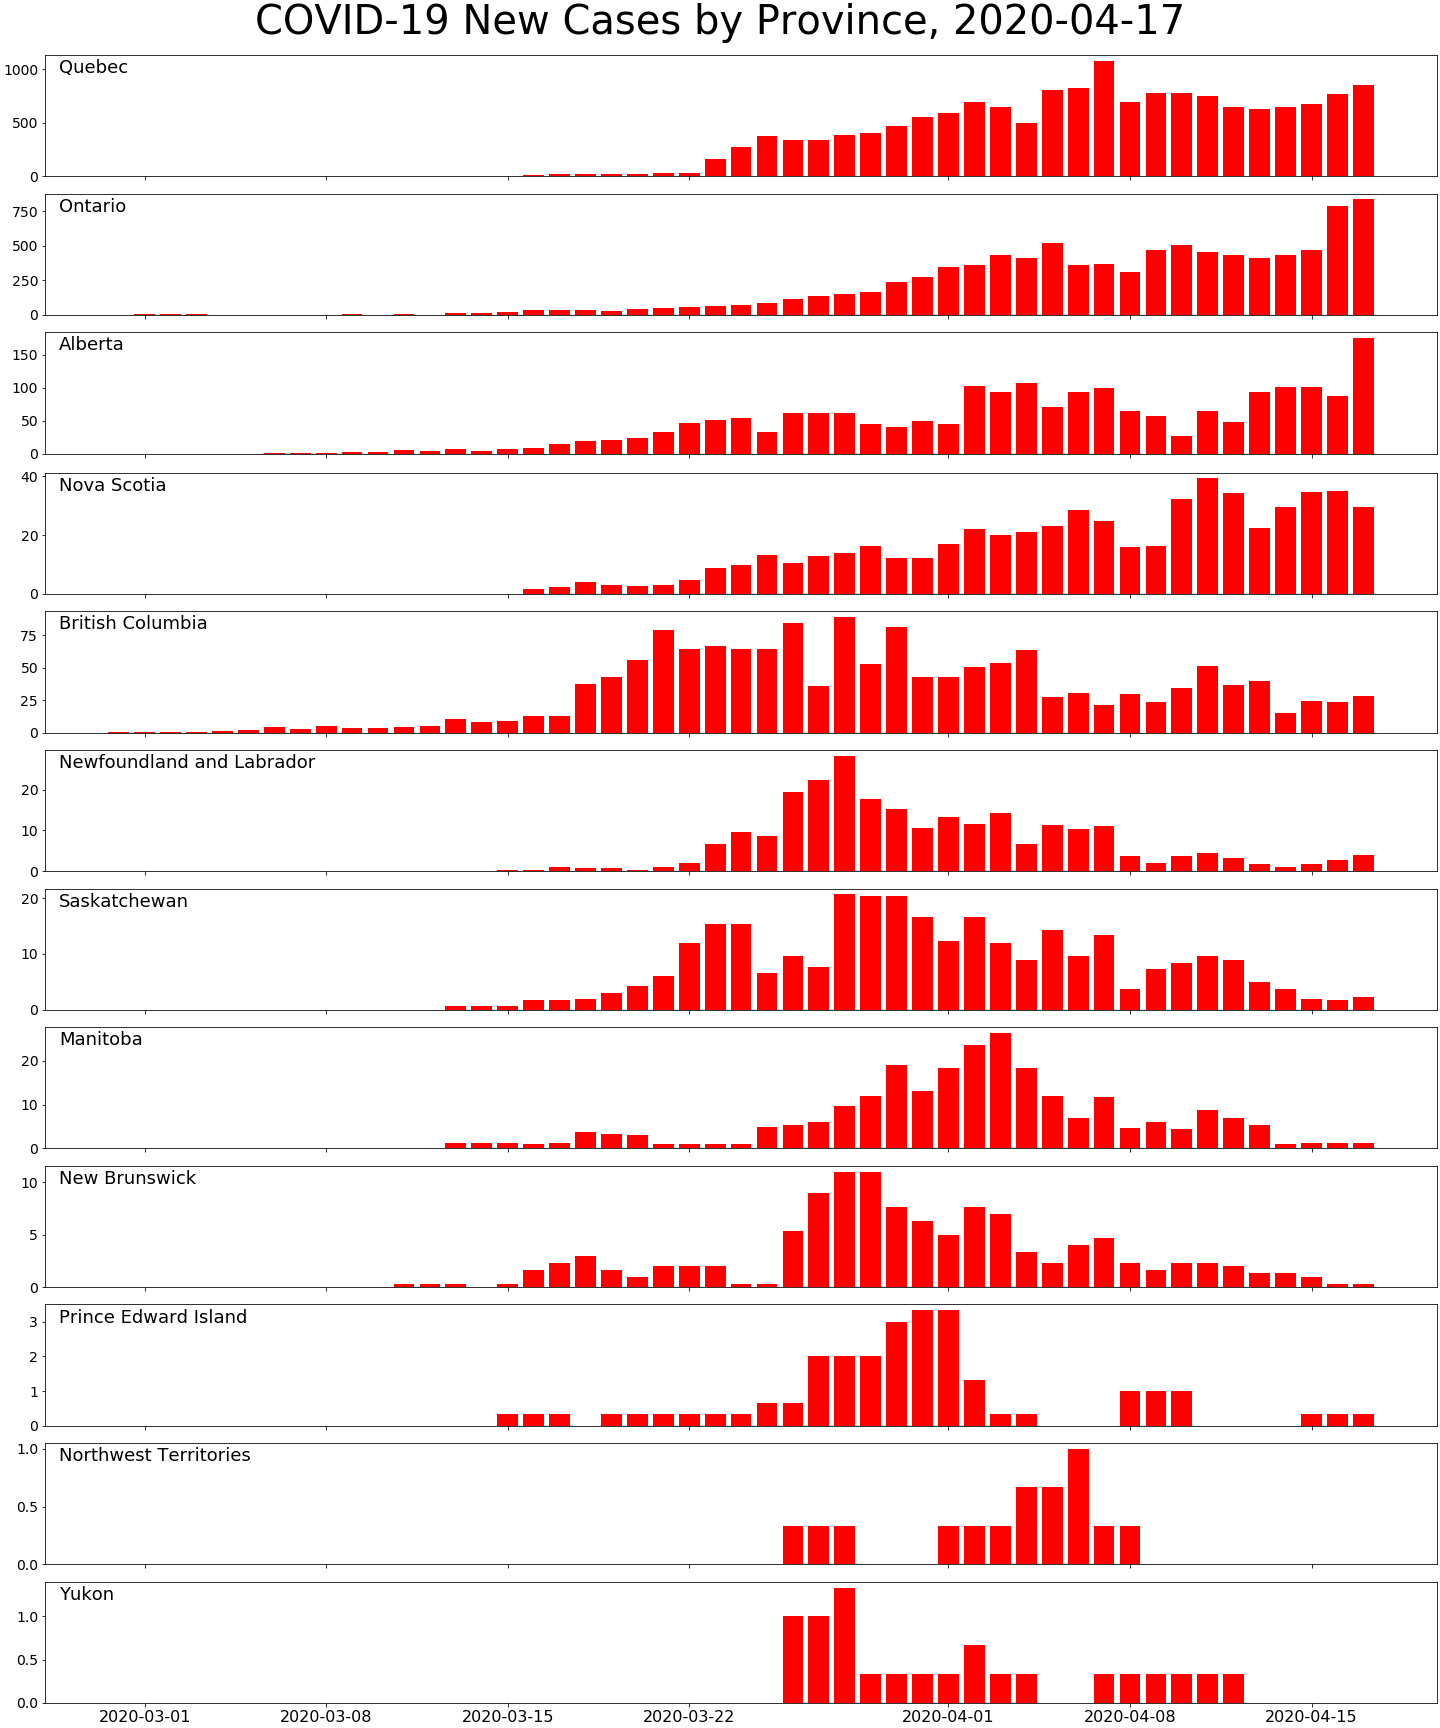 COVID-19 New Cases by Province, 2020-04-17
Quebec
1000
500
0
Ontario
750
500
250
0
Alberta
150
100
50
0
Nova Scotia
40
20
0
British Columbia
75
50
25
0
Newfoundland and Labrador
20
10
0
Saskatchewan
20
10
0
Manitoba
20
10
0
New Brunswick
10
5
0
Prince Edward Island
3
2
1
0
Northwest Territories
1.0
0.5
0.0
Yukon
1.0
0.5
0.0
2020-03-01 2020-03-08 2020-03-15 2020-03-22 2020-04-01 2020-04-08 2020-04-15